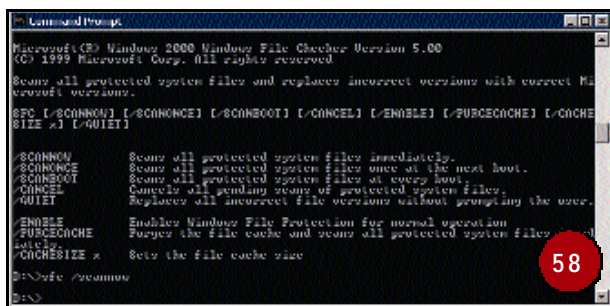 Command Prompt
Microsoft(R) Windows 2000 Windows File Checker Version 5.00
(C) 1999 Microsoft Corp. All rights reserved
Scans all protected system files and replaces incorrect versions with correct Mi
crosoft versions.
SFC [/SCANNOW] [/SCANONCE] [/SCANBOOT] [/CANCEL] [/ENABLE] [/PURGECACHE] [/CACHE
SIZE x] [/QUIET]
/SCANNOW Scans all protected system files immediately.
/SCANONCE Scans all protected system files once at the next boot.
/SCANBOOT Scans all protected system files at every boot.
/CANCEL Cancels all pending scans of protected system files.
/QUIET Replaces all incorrect file versions without prompting the user.
/ENABLE Enables Windows File Protection for normal operation
/PURGECACHE Purges the file cache and scans all protected system files
iately.
/CACHESIZE x Sets the file cache size
D:\>sfc /scannow
D:\>
58